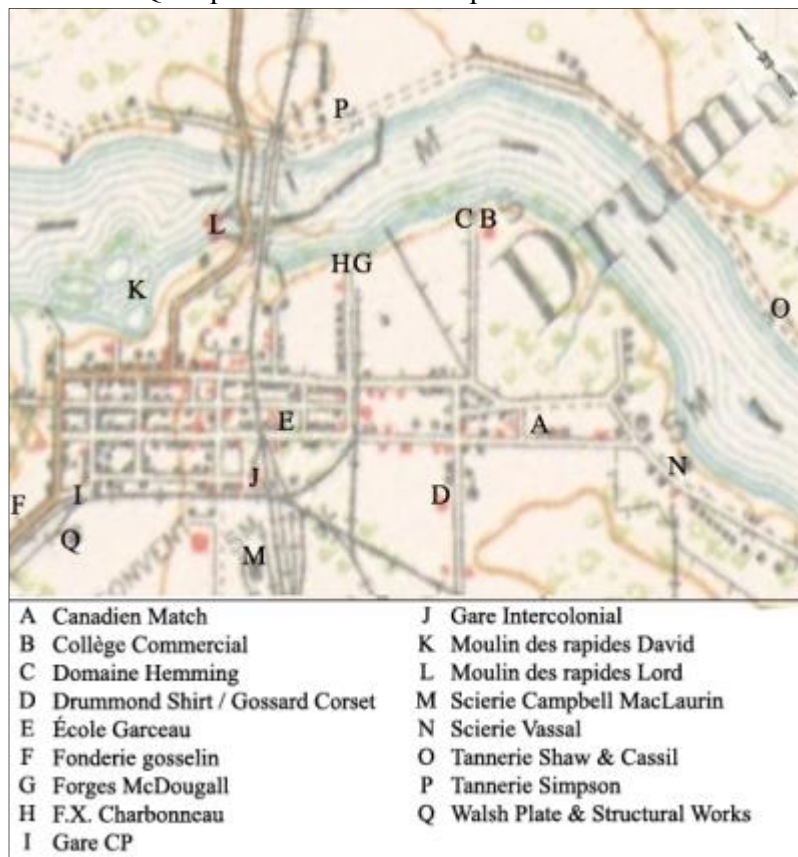 P
M
Drum
C B
L
HG
K
O
E
A
N
J
D
F
I
Q
CONVENT
SM
M
A Canadien Match
B Collège Commercial
C Domaine Hemming
D Drummond Shirt / Gossard Corset
E École Garceau
F Fonderie gosselin
G Forges McDougall
H F.X. Charbonneau
I Gare CP
J Gare Intercolonial
K Moulin des rapides David
L Moulin des rapides Lord
M Scierie Campbell MacLaurin
N Scierie Vassal
O Tannerie Shaw & Cassil
P Tannerie Simpson
Q Walsh Plate & Structural Works